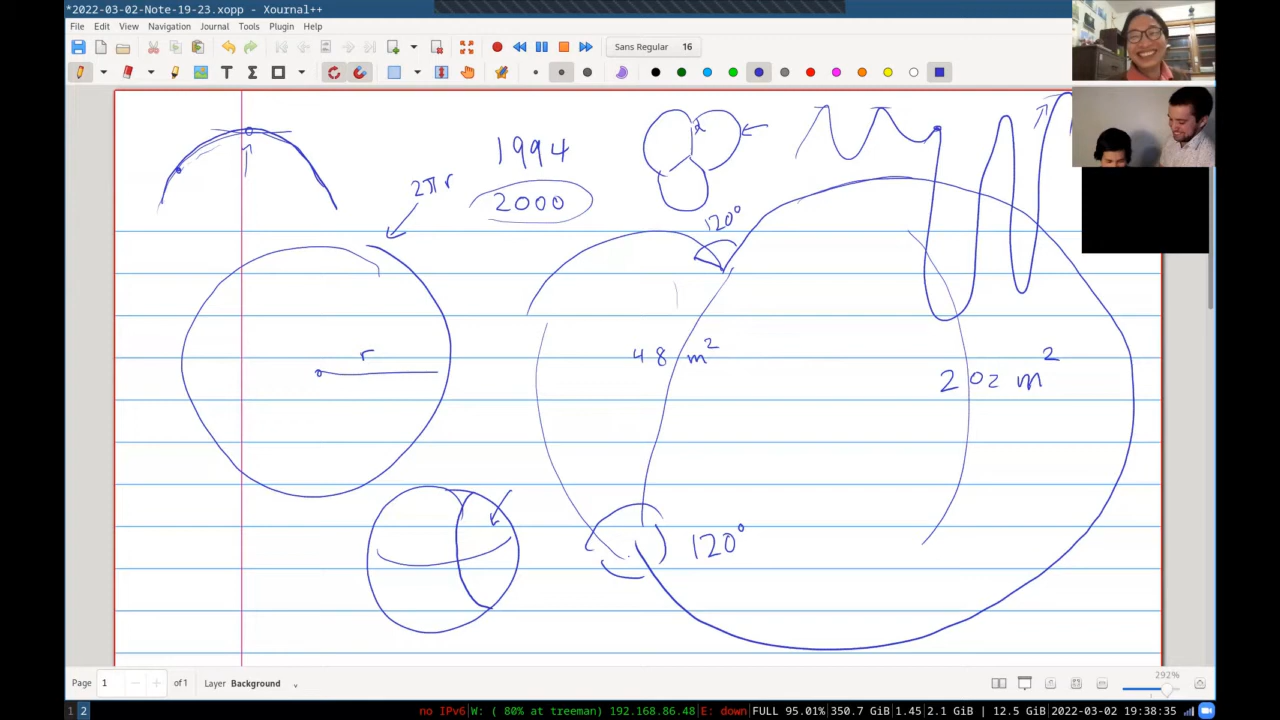 *2022-03-02-Note-19-23.xopp - Xournal++
File Edit View Navigation Journal Tools Plugin Help
Sans Regular 16
1994
2πr
2000
120°
r
48 m²
202 m²
120°
Page 1 of 1 Layer Background
292%
1 2 no IPv6 W: ( 80% at treeman) 192.168.86.48 E: down FULL 95.01% 350.7 GiB 1.45 2.1 GiB | 12.5 GiB 2022-03-02 19:38:35